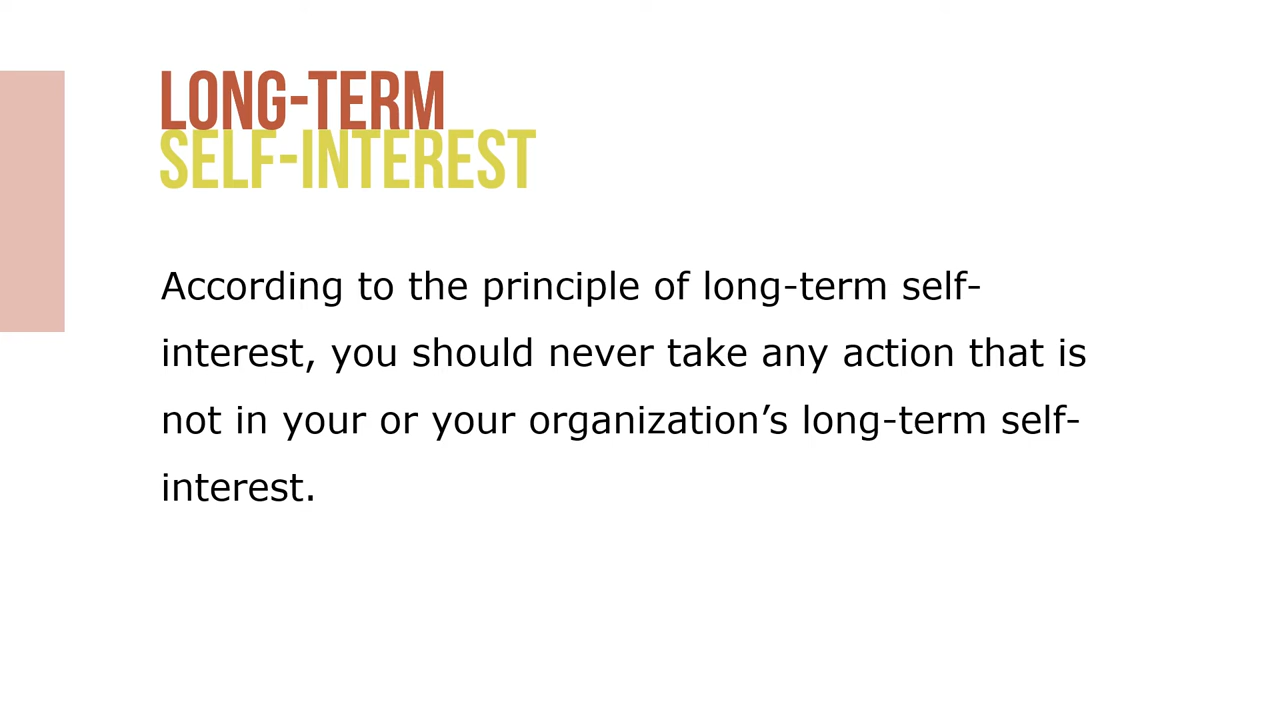 LONG-TERM
SELF-INTEREST
According to the principle of long-term self-
interest, you should never take any action that is
not in your or your organization’s long-term self-
interest.